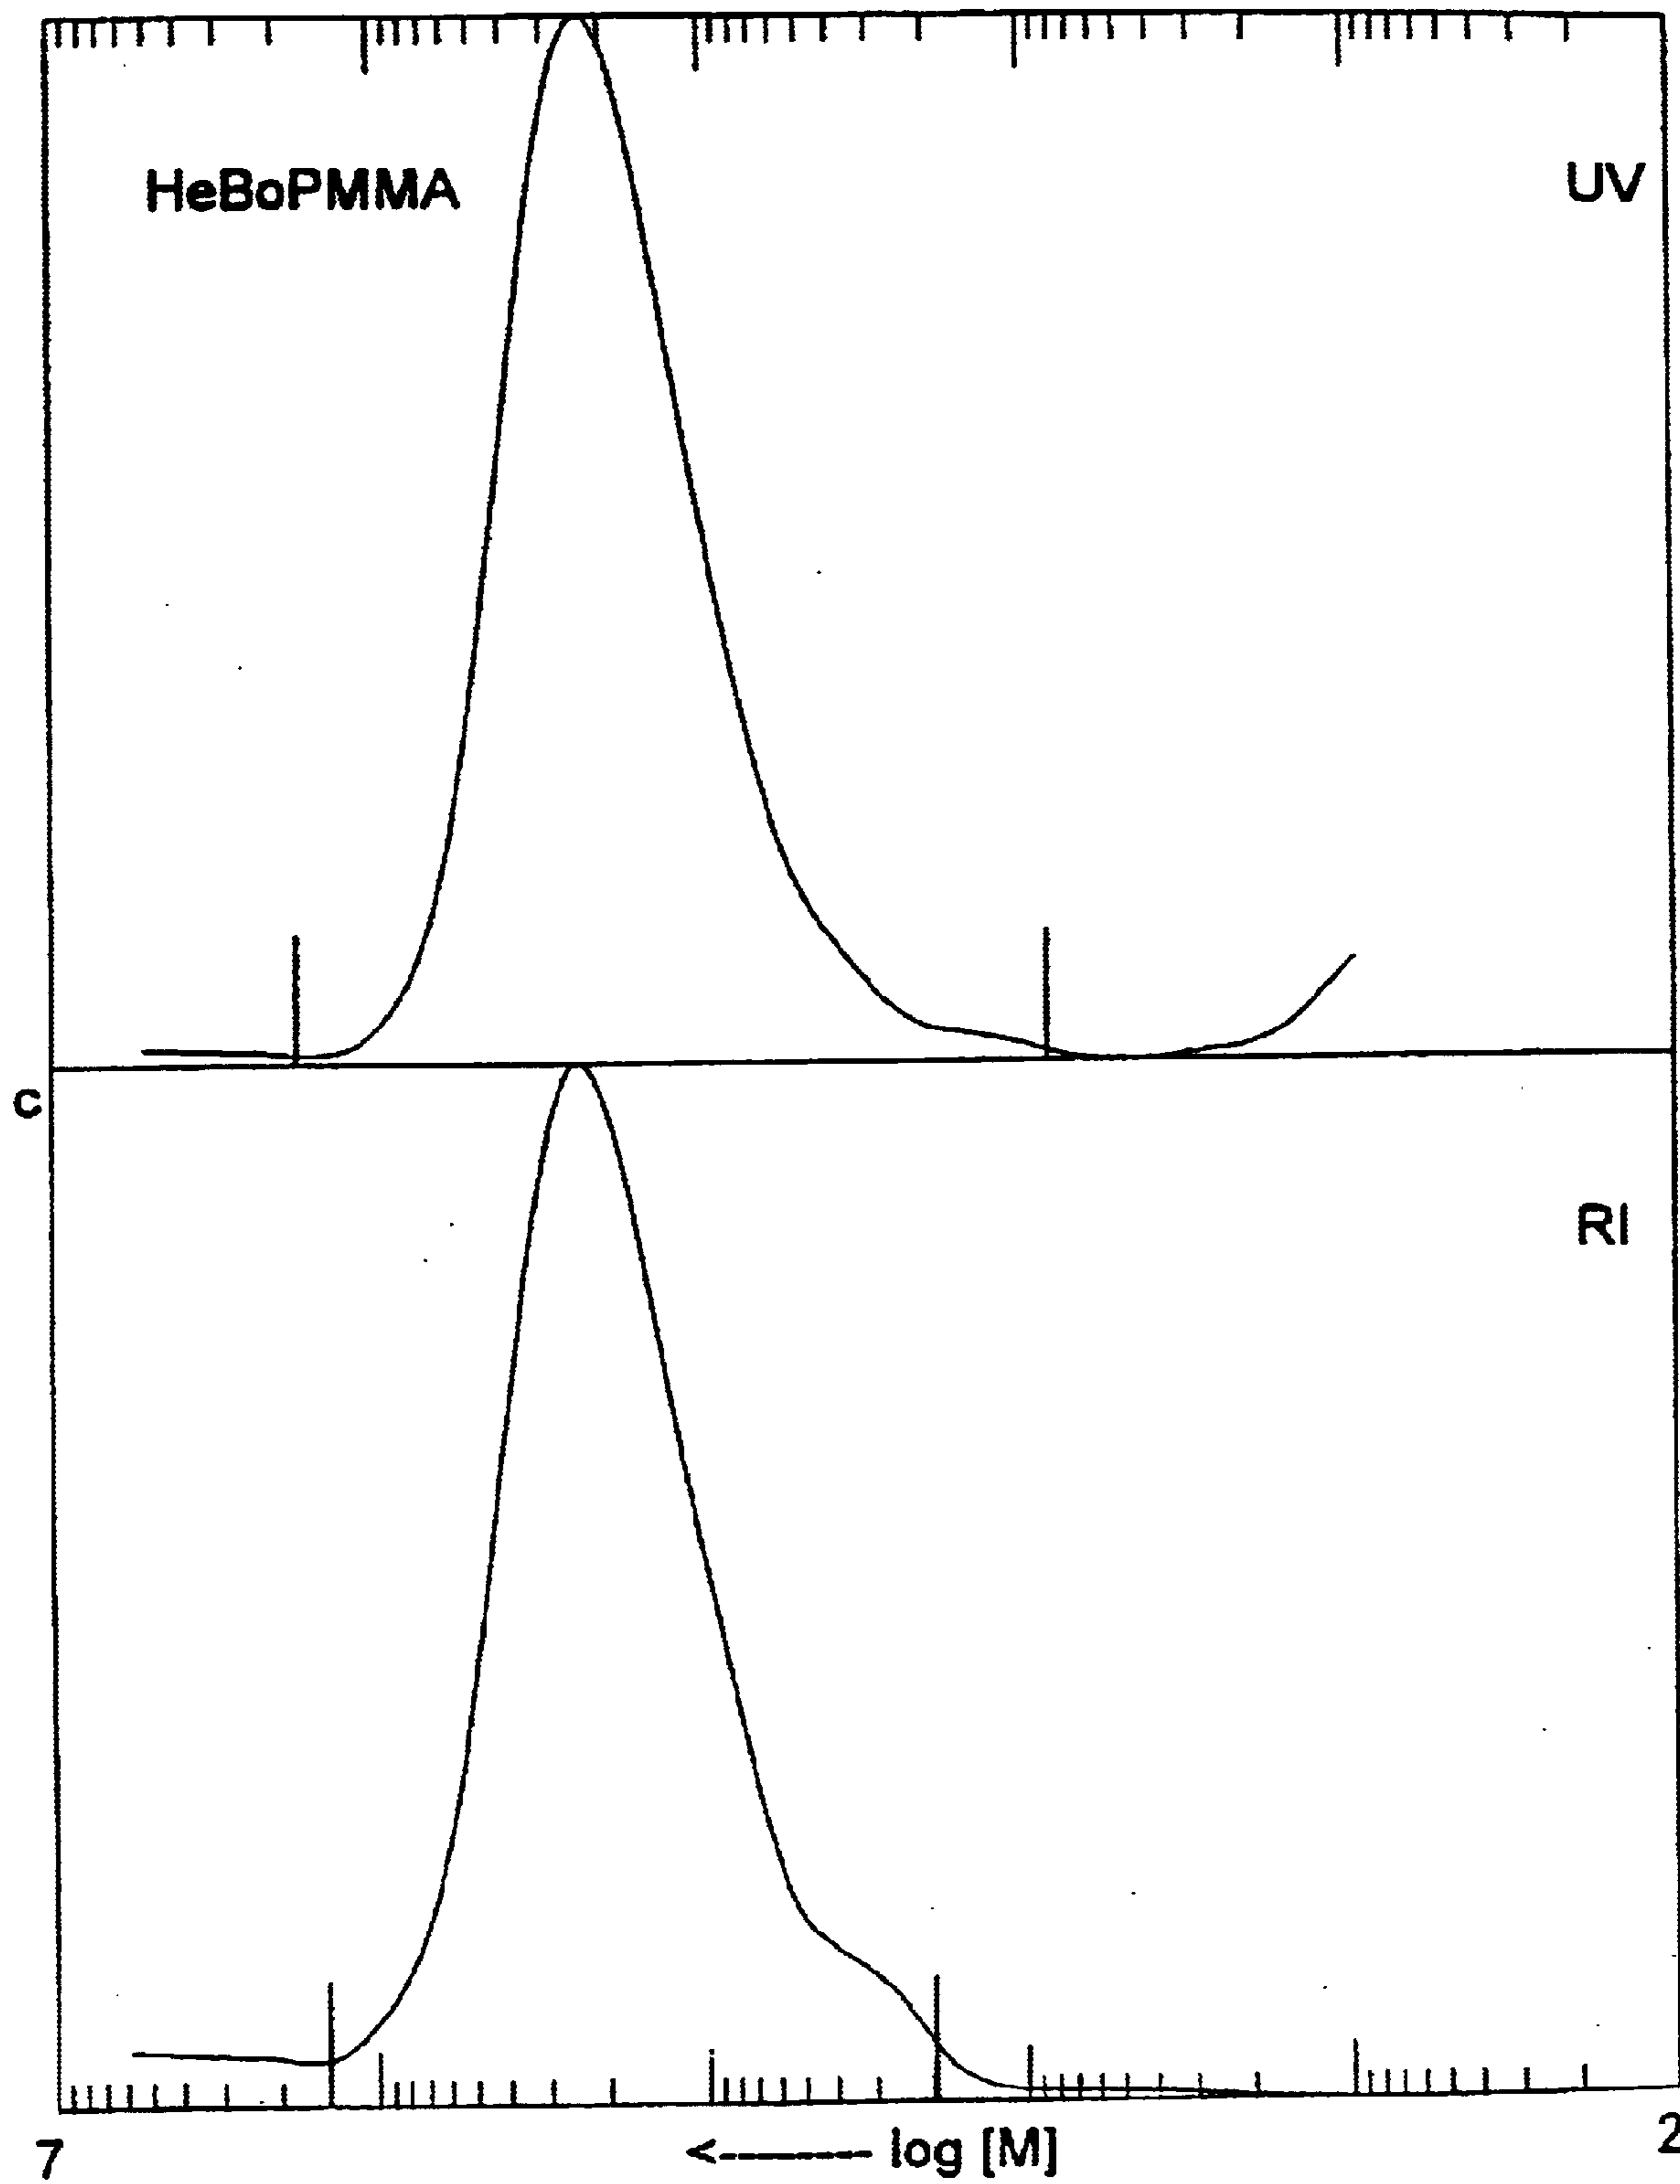 HeBoPMMA
UV
c
RI
7
<-------- log [M]
2